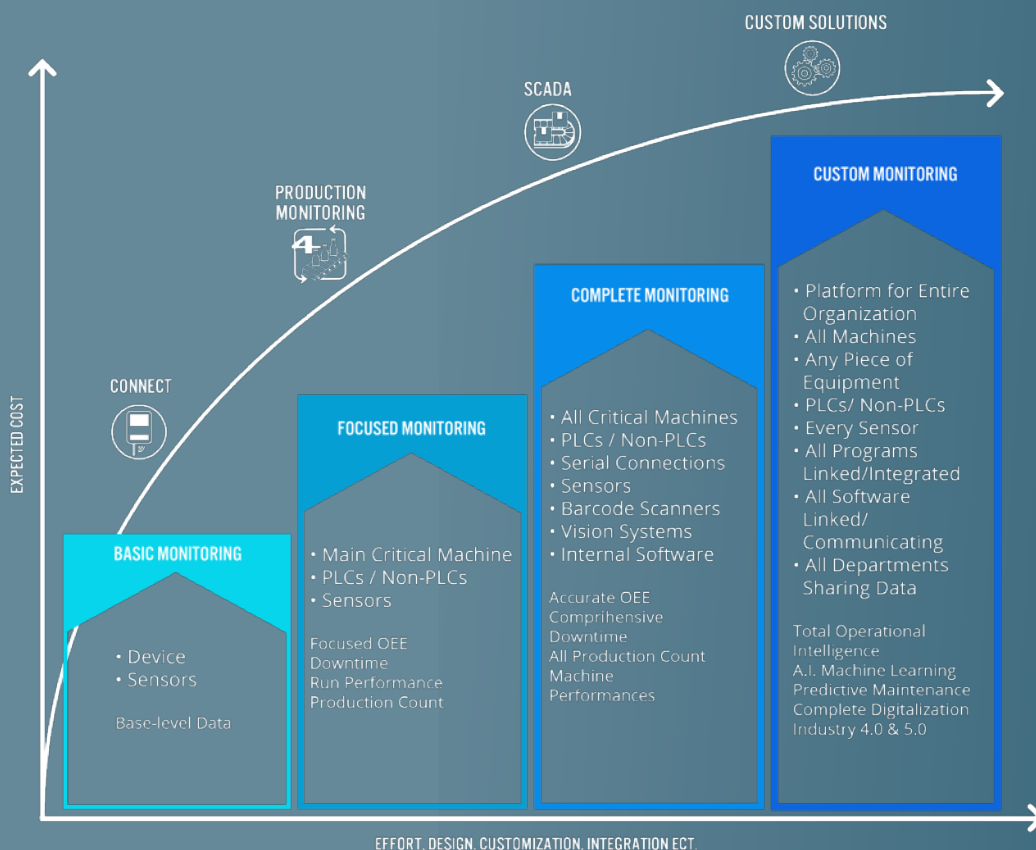 CUSTOM SOLUTIONS
SCADA
PRODUCTION
MONITORING
4
CONNECT
EXPECTED COST
BASIC MONITORING
• Device
• Sensors
Base-level Data
FOCUSED MONITORING
• Main Critical Machine
• PLCs / Non-PLCs
• Sensors
Focused OEE
Downtime
Run Performance
Production Count
COMPLETE MONITORING
• All Critical Machines
• PLCs / Non-PLCs
• Serial Connections
• Sensors
• Barcode Scanners
• Vision Systems
• Internal Software
Accurate OEE
Comprihensive
Downtime
All Production Count
Machine
Performances
CUSTOM MONITORING
• Platform for Entire
Organization
• All Machines
• Any Piece of
Equipment
• PLCs/ Non-PLCs
• Every Sensor
• All Programs
Linked/Integrated
• All Software
Linked/
Communicating
• All Departments
Sharing Data
Total Operational
Intelligence
A.I. Machine Learning
Predictive Maintenance
Complete Digitalization
Industry 4.0 & 5.0
EFFORT, DESIGN, CUSTOMIZATION, INTEGRATION ECT.